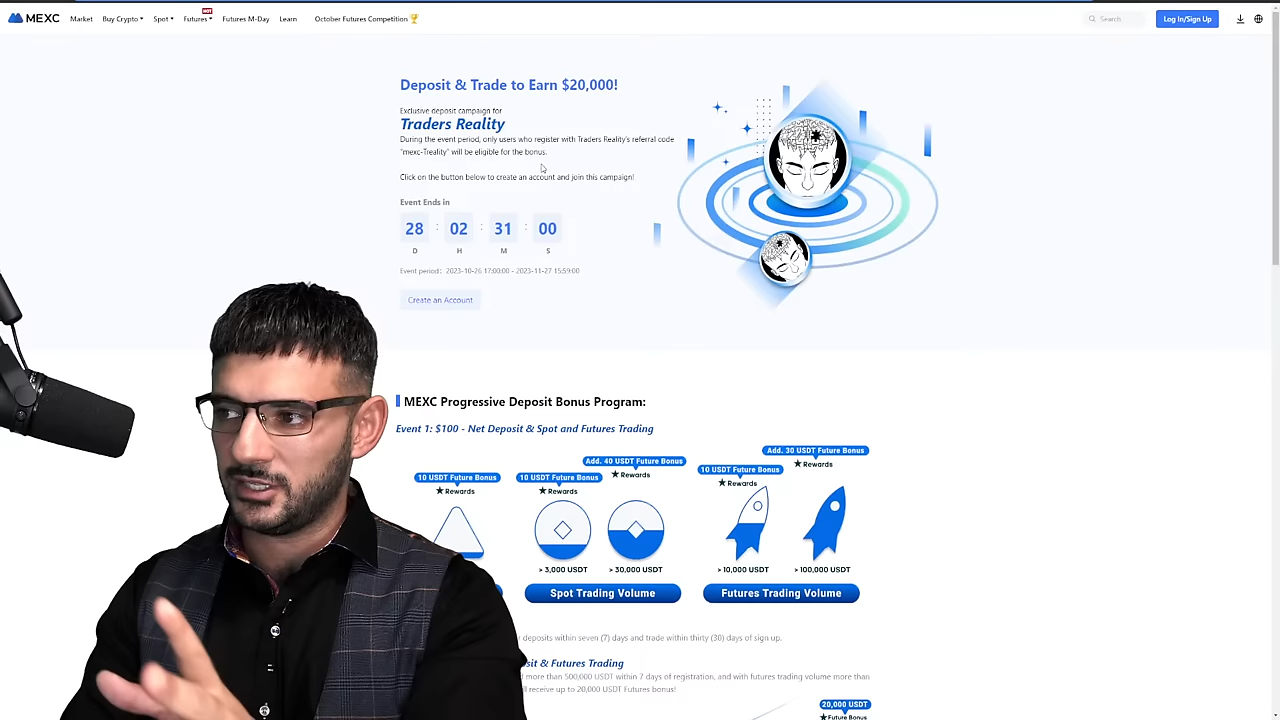 MEXC Market Buy Crypto Spot Futures HOT Futures M-Day Learn October Futures Competition Search Log In/Sign Up
Deposit & Trade to Earn $20,000!
Exclusive deposit campaign for
Traders Reality
During the event period, only users who register with Traders Reality's referral code
"mexc-Treality" will be eligible for the bonus.
Click on the button below to create an account and join this campaign!
Event Ends in
28 : 02 : 31 : 00
D H M S
Event period: 2023-10-26 17:00:00 - 2023-11-27 15:59:00
Create an Account
MEXC Progressive Deposit Bonus Program:
Event 1: $100 - Net Deposit & Spot and Futures Trading
10 USDT Future Bonus
Rewards
10 USDT Future Bonus
Rewards
Add. 40 USDT Future Bonus
Rewards
10 USDT Future Bonus
Rewards
Add. 30 USDT Future Bonus
Rewards
> 3,000 USDT > 30,000 USDT > 10,000 USDT > 100,000 USDT
Spot Trading Volume Futures Trading Volume
deposits within seven (7) days and trade within thirty (30) days of sign up.
& Futures Trading
more than 500,000 USDT within 7 days of registration, and with futures trading volume more than
receive up to 20,000 USDT Futures bonus!
20,000 USDT
Future Bonus